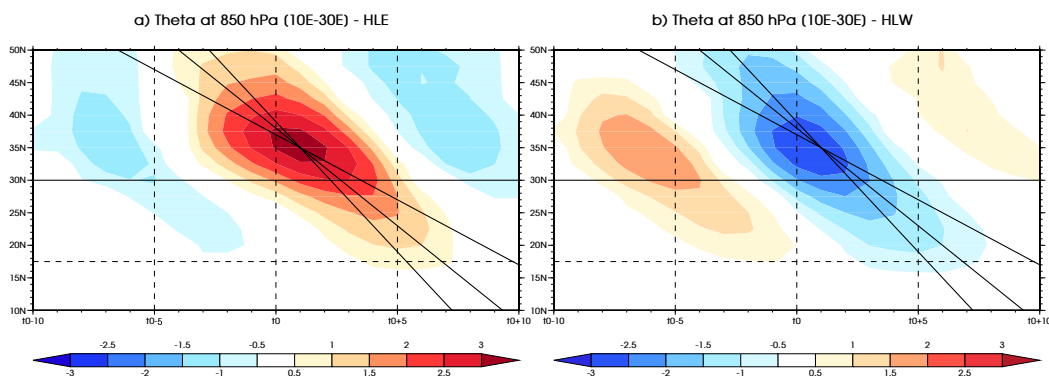 a) Theta at 850 hPa [10E-30E] - HLE
50N
45N
40N
35N
30N
25N
20N
15N
10N
t0-10 t0-5 t0 t0+5 t0+10
-2.5 -1.5 -0.5 1 2 3
-3 -2 -1 0.5 1.5 2.5
b) Theta at 850 hPa [10E-30E] - HLW
50N
45N
40N
35N
30N
25N
20N
15N
10N
t0-10 t0-5 t0 t0+5 t0+10
-2.5 -1.5 -0.5 1 2 3
-3 -2 -1 0.5 1.5 2.5